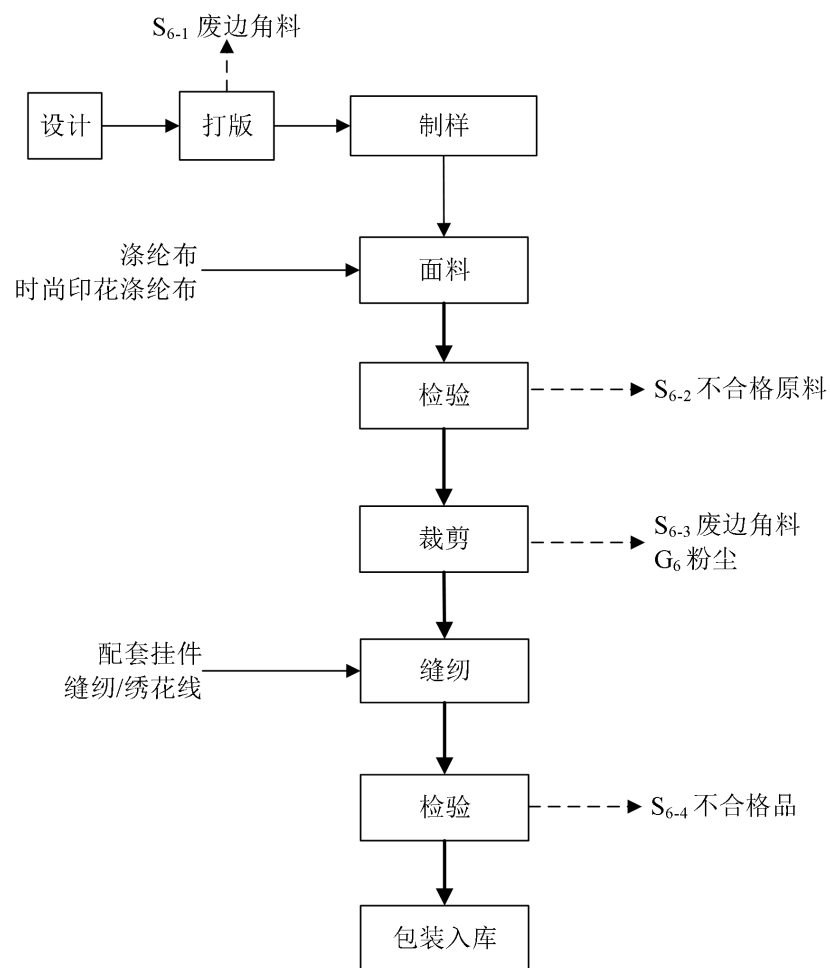 S6-1 废边角料
设计
打版
制样
涤纶布
时尚印花涤纶布
面料
检验
S6-2 不合格原料
裁剪
S6-3 废边角料
G6 粉尘
配套挂件
缝纫/绣花线
缝纫
检验
S6-4 不合格品
包装入库